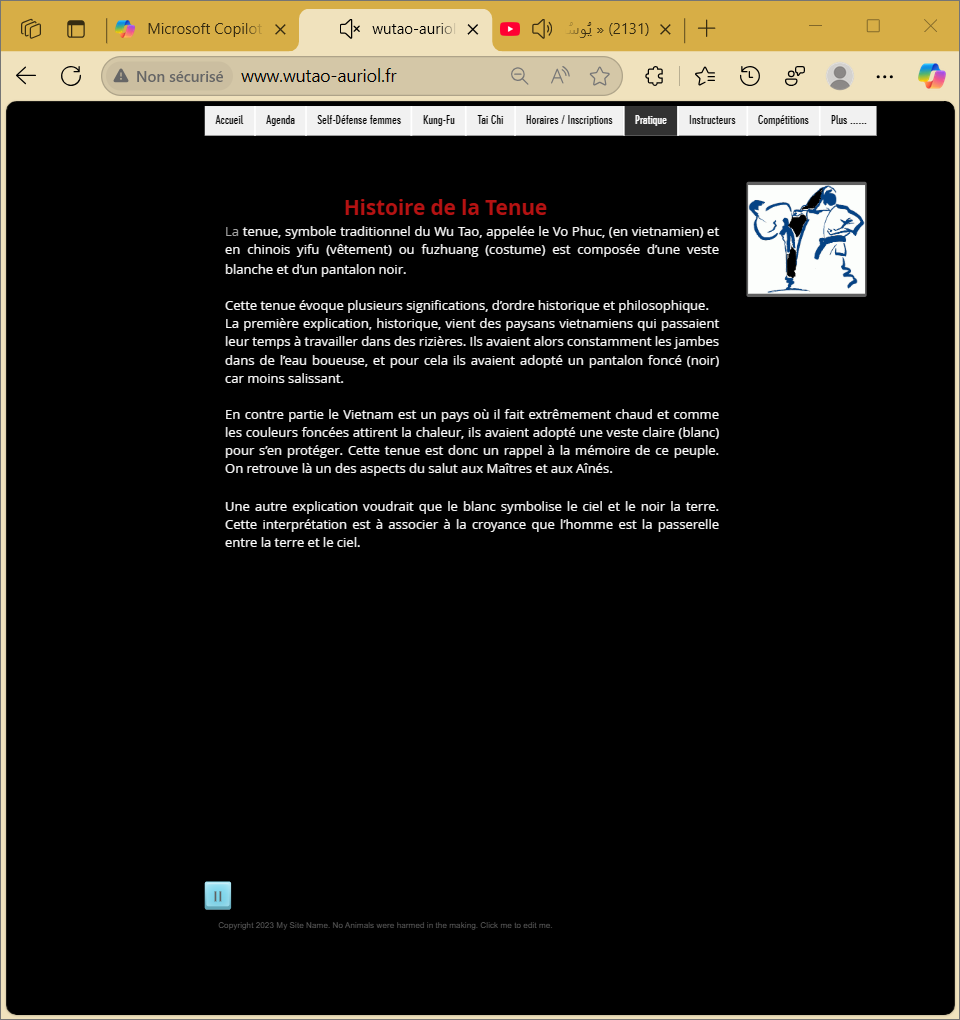 Microsoft Copilot
wutao-auriol
(2131) »
Non sécurisé
www.wutao-auriol.fr
Accueil
Agenda
Self-Défense femmes
Kung-Fu
Tai Chi
Horaires / Inscriptions
Pratique
Instructeurs
Compétitions
Plus ......
Histoire de la Tenue
La tenue, symbole traditionnel du Wu Tao, appelée le Vo Phuc, (en vietnamien) et
en chinois yifu (vêtement) ou fuzhuang (costume) est composée d’une veste
blanche et d’un pantalon noir.
Cette tenue évoque plusieurs significations, d’ordre historique et philosophique.
La première explication, historique, vient des paysans vietnamiens qui passaient
leur temps à travailler dans des rizières. Ils avaient alors constamment les jambes
dans de l’eau boueuse, et pour cela ils avaient adopté un pantalon foncé (noir)
car moins salissant.
En contre partie le Vietnam est un pays où il fait extrêmement chaud et comme
les couleurs foncées attirent la chaleur, ils avaient adopté une veste claire (blanc)
pour s’en protéger. Cette tenue est donc un rappel à la mémoire de ce peuple.
On retrouve là un des aspects du salut aux Maîtres et aux Aînés.
Une autre explication voudrait que le blanc symbolise le ciel et le noir la terre.
Cette interprétation est à associer à la croyance que l’homme est la passerelle
entre la terre et le ciel.
Copyright 2023 My Site Name. No Animals were harmed in the making. Click me to edit me.